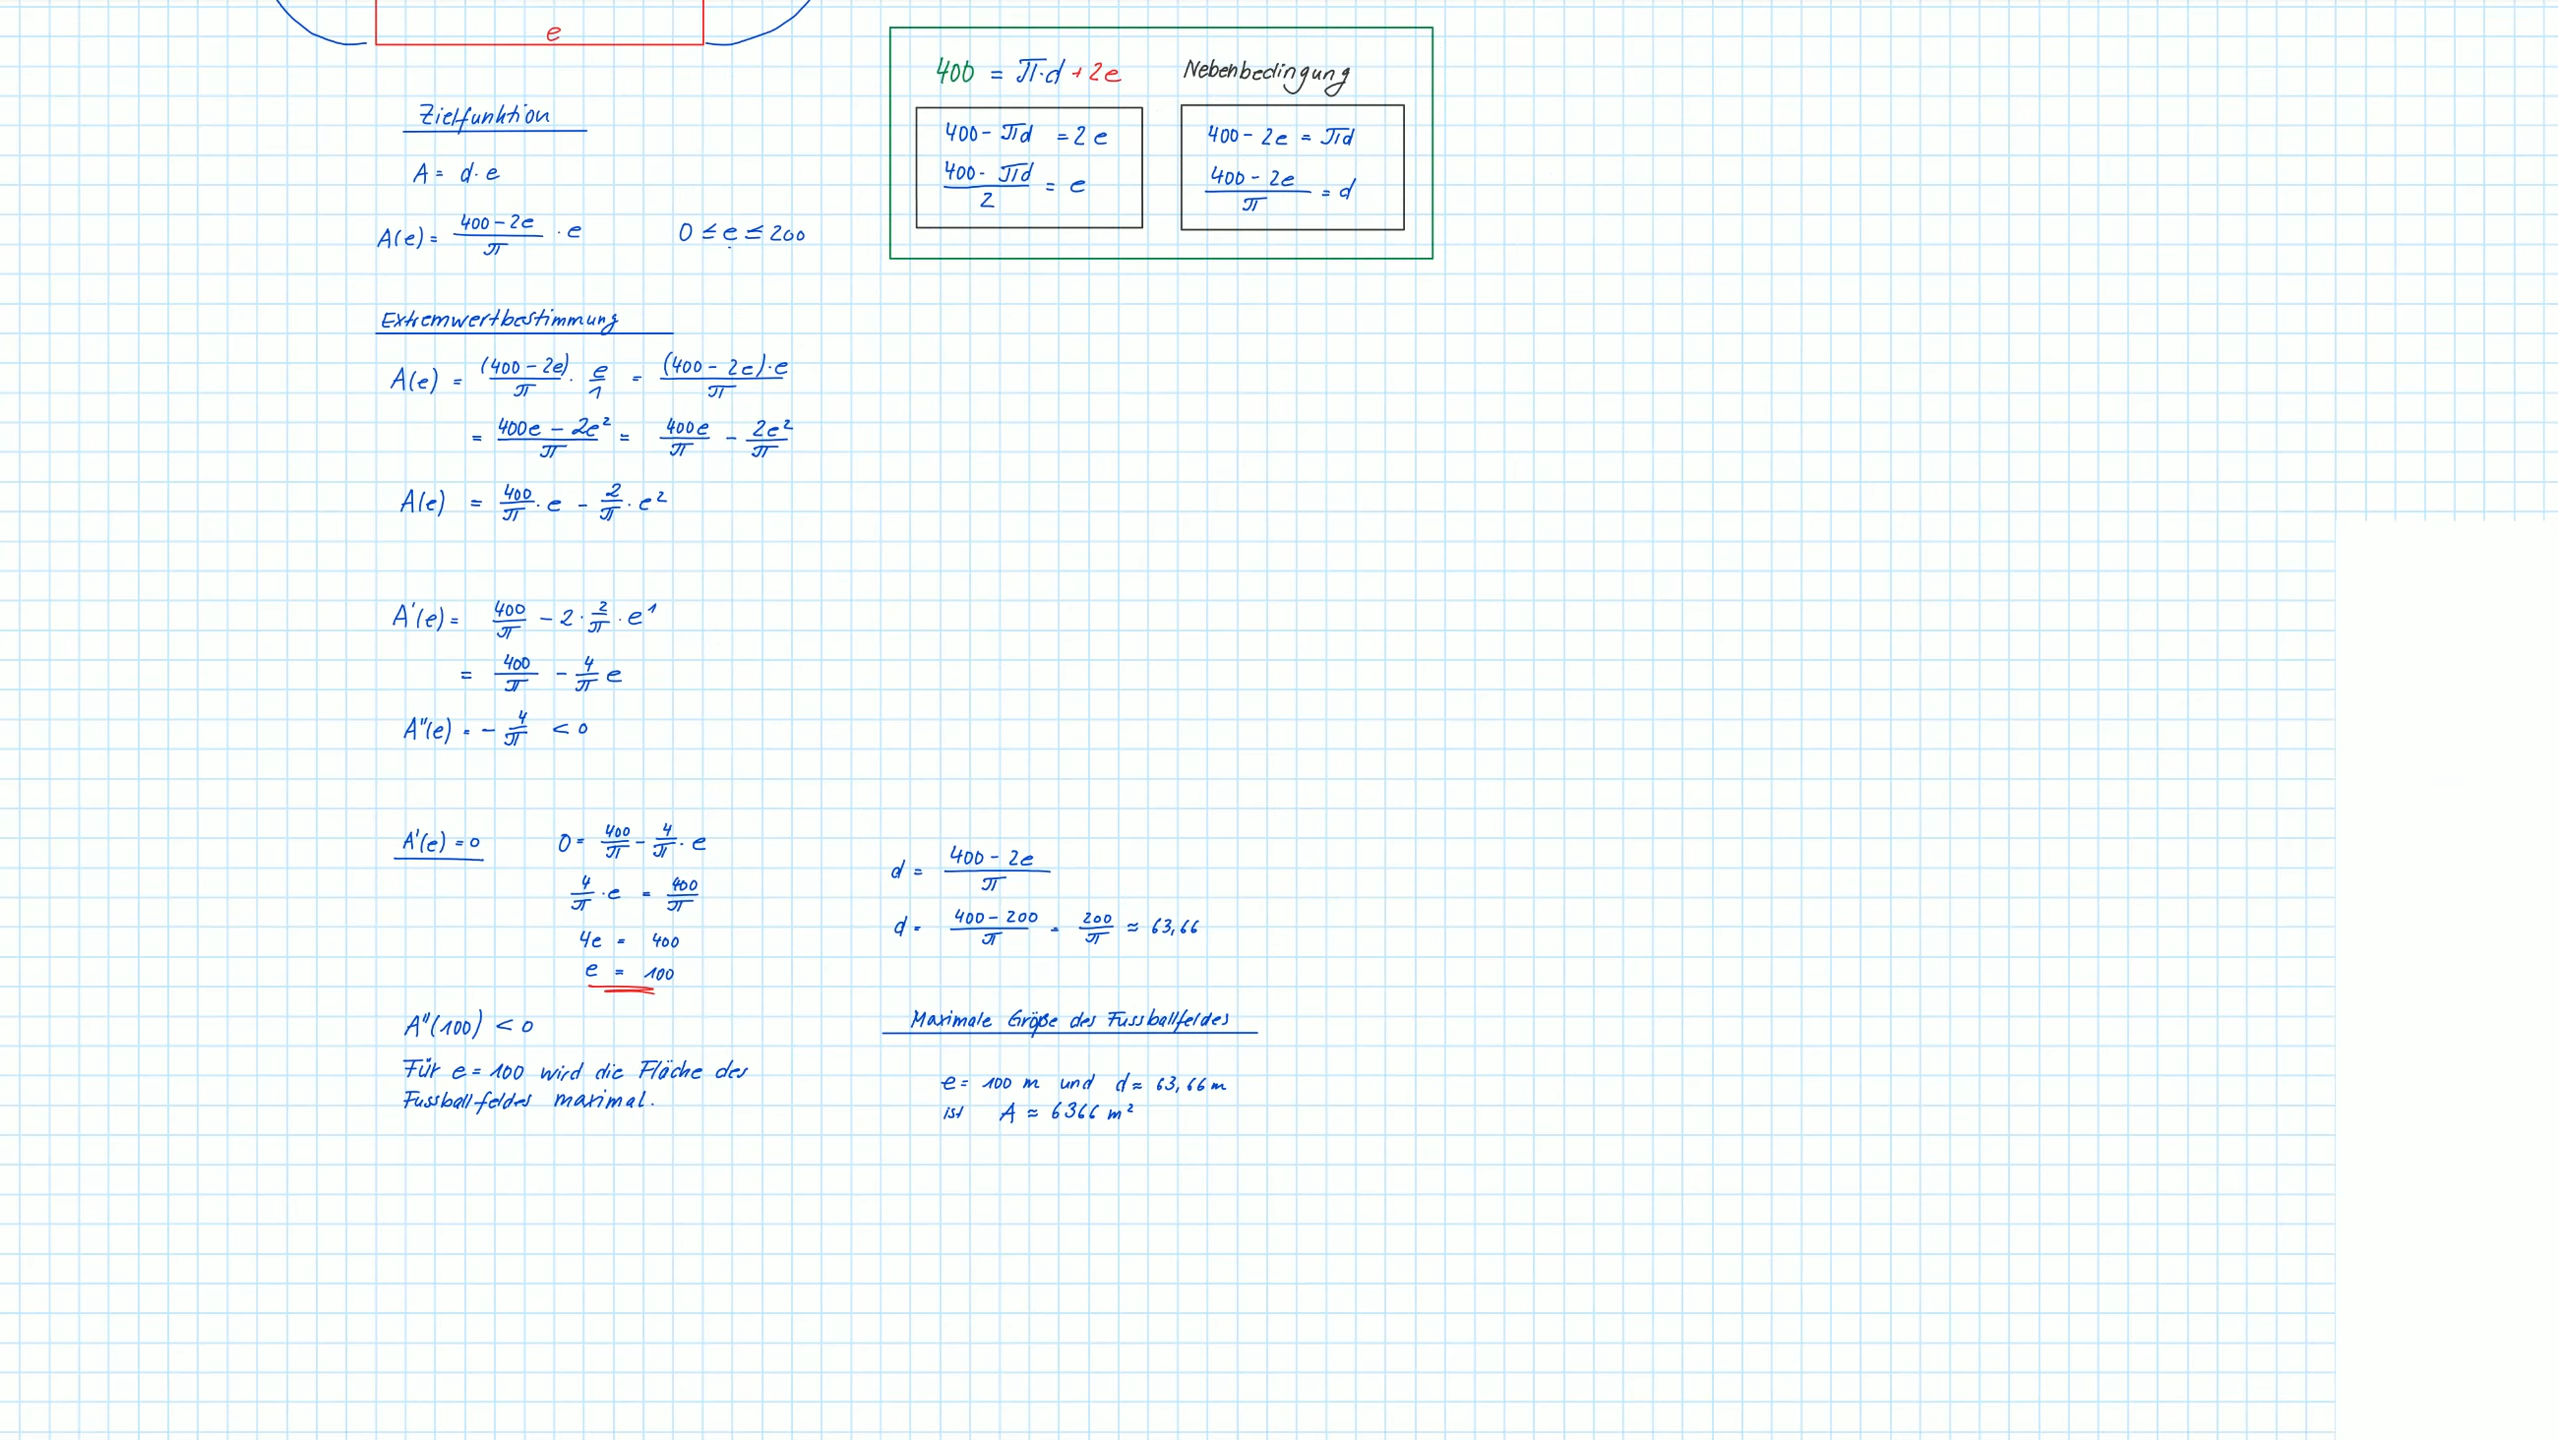 e
400 = π·d + 2e Nebenbedingung
400 - πd = 2e
(400 - πd)/2 = e
400 - 2e = πd
(400 - 2e)/π = d
Zielfunktion
A = d·e
A(e) = (400 - 2e)/π · e 0 ≤ e ≤ 200
Extremwertbestimmung
A(e) = (400 - 2e)/π · e/1 = (400 - 2e)·e/π
= (400e - 2e²)/π = 400e/π - 2e²/π
A(e) = 400/π · e - 2/π · e²
A'(e) = 400/π - 2 · 2/π · e¹
= 400/π - 4/π e
A''(e) = - 4/π < 0
A'(e) = 0 0 = 400/π - 4/π · e
4/π · e = 400/π
4e = 400
e = 100
A''(100) < 0
Für e = 100 wird die Fläche des
Fussballfeldes maximal.
d = (400 - 2e)/π
d = (400 - 200)/π = 200/π ≈ 63,66
Maximale Größe des Fussballfeldes
e = 100 m und d ≈ 63,66 m
ist A ≈ 6366 m²